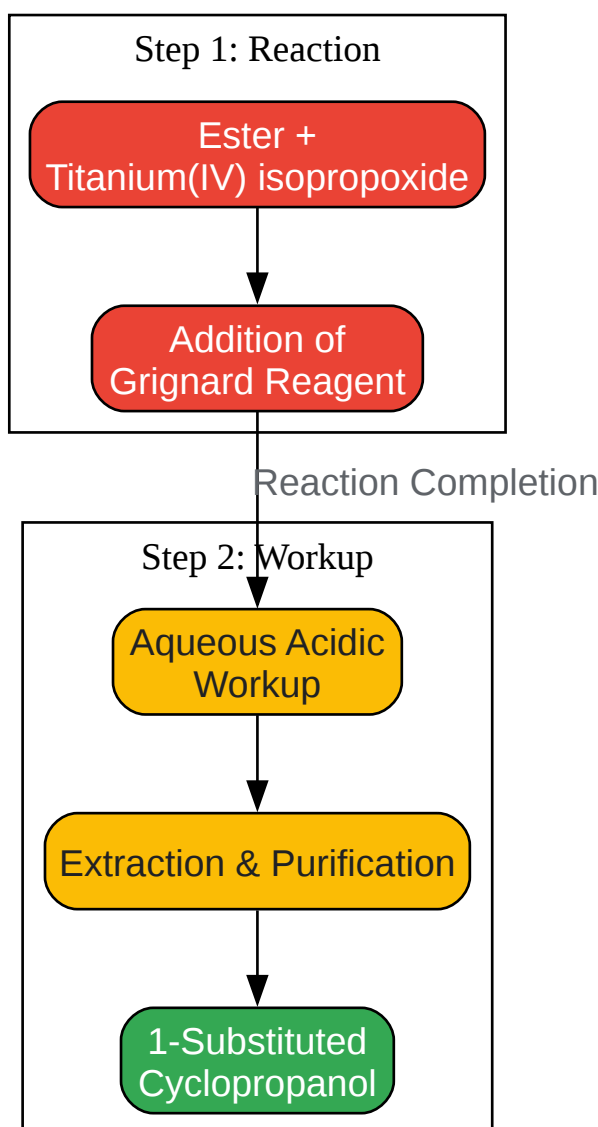 Step 1: Reaction
Ester +
Titanium(IV) isopropoxide
Addition of
Grignard Reagent
Reaction Completion
Step 2: Workup
Aqueous Acidic
Workup
Extraction & Purification
1-Substituted
Cyclopropanol